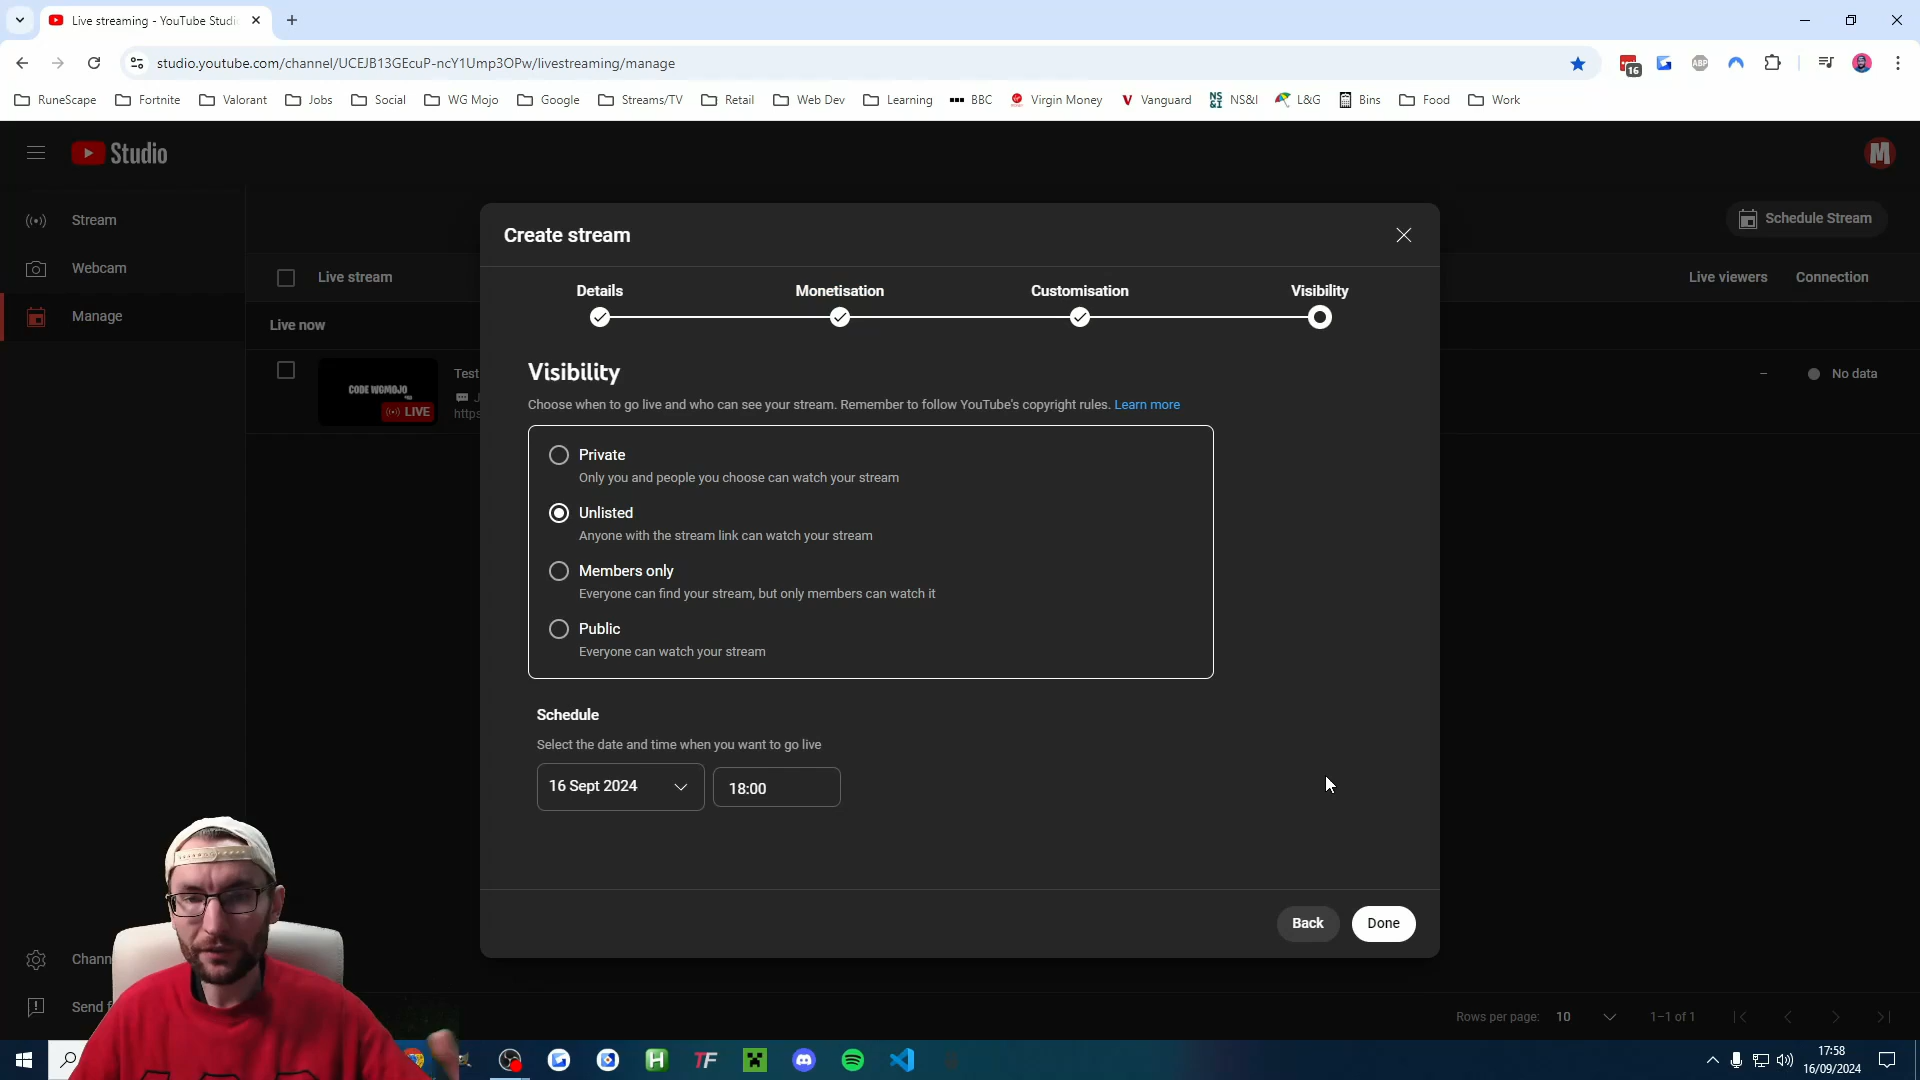 Live streaming - YouTube Studi
studio.youtube.com/channel/UCEJB13GEcuP-ncY1Ump3OPw/livestreaming/manage
16
ABP
RuneScape
Fortnite
Valorant
Jobs
Social
WG Mojo
Google
Streams/TV
Retail
Web Dev
Learning
BBC
Virgin Money
V Vanguard
NS&I NS&I
L&G
Bins
Food
Work
Studio
M
Stream
Webcam
Manage
Schedule Stream
Live stream
Live viewers
Connection
Live now
CODE WGMOJO
LIVE
Test
J
https
–
No data
Create stream
Details
Monetisation
Customisation
Visibility
Visibility
Choose when to go live and who can see your stream. Remember to follow YouTube's copyright rules. Learn more
Private
Only you and people you choose can watch your stream
Unlisted
Anyone with the stream link can watch your stream
Members only
Everyone can find your stream, but only members can watch it
Public
Everyone can watch your stream
Schedule
Select the date and time when you want to go live
16 Sept 2024
18:00
Back
Done
Chann
Send f
Rows per page:
10
1–1 of 1
H
TF
17:58
16/09/2024